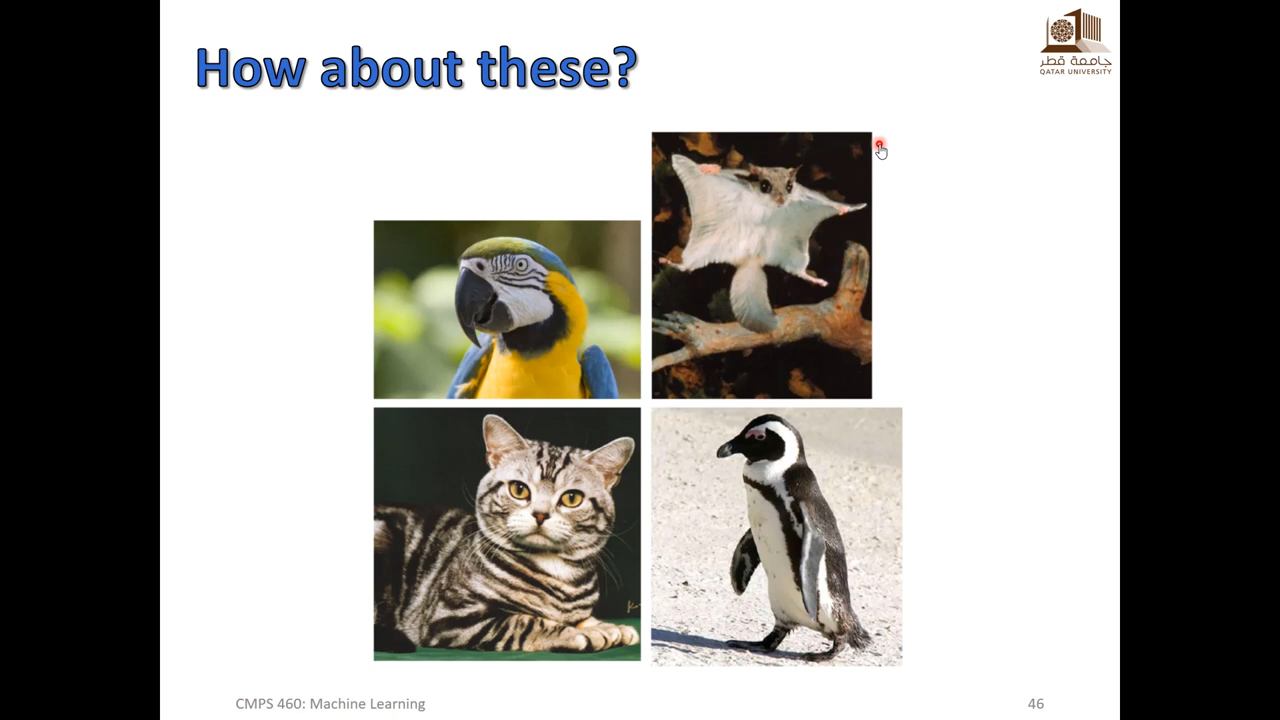 How about these?
جامعة قطر
QATAR UNIVERSITY
CMPS 460: Machine Learning
46